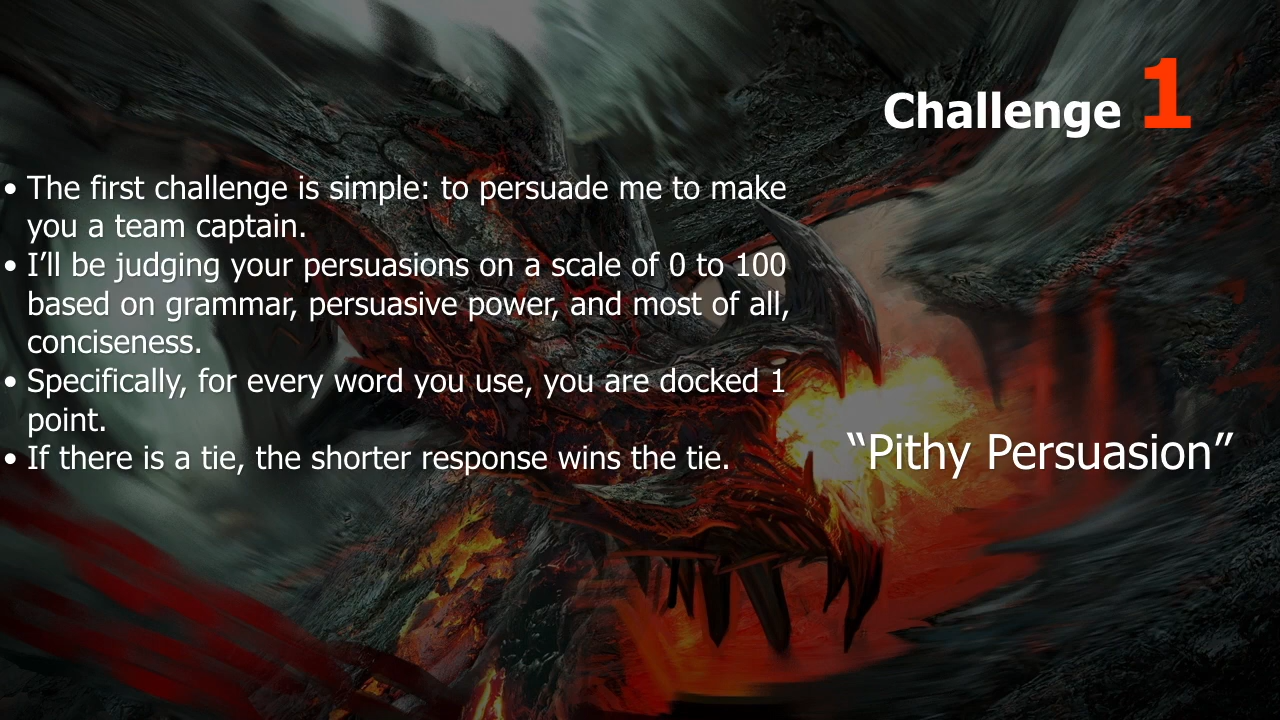 Challenge 1
• The first challenge is simple: to persuade me to make
you a team captain.
• I’ll be judging your persuasions on a scale of 0 to 100
based on grammar, persuasive power, and most of all,
conciseness.
• Specifically, for every word you use, you are docked 1
point.
• If there is a tie, the shorter response wins the tie.
“Pithy Persuasion”